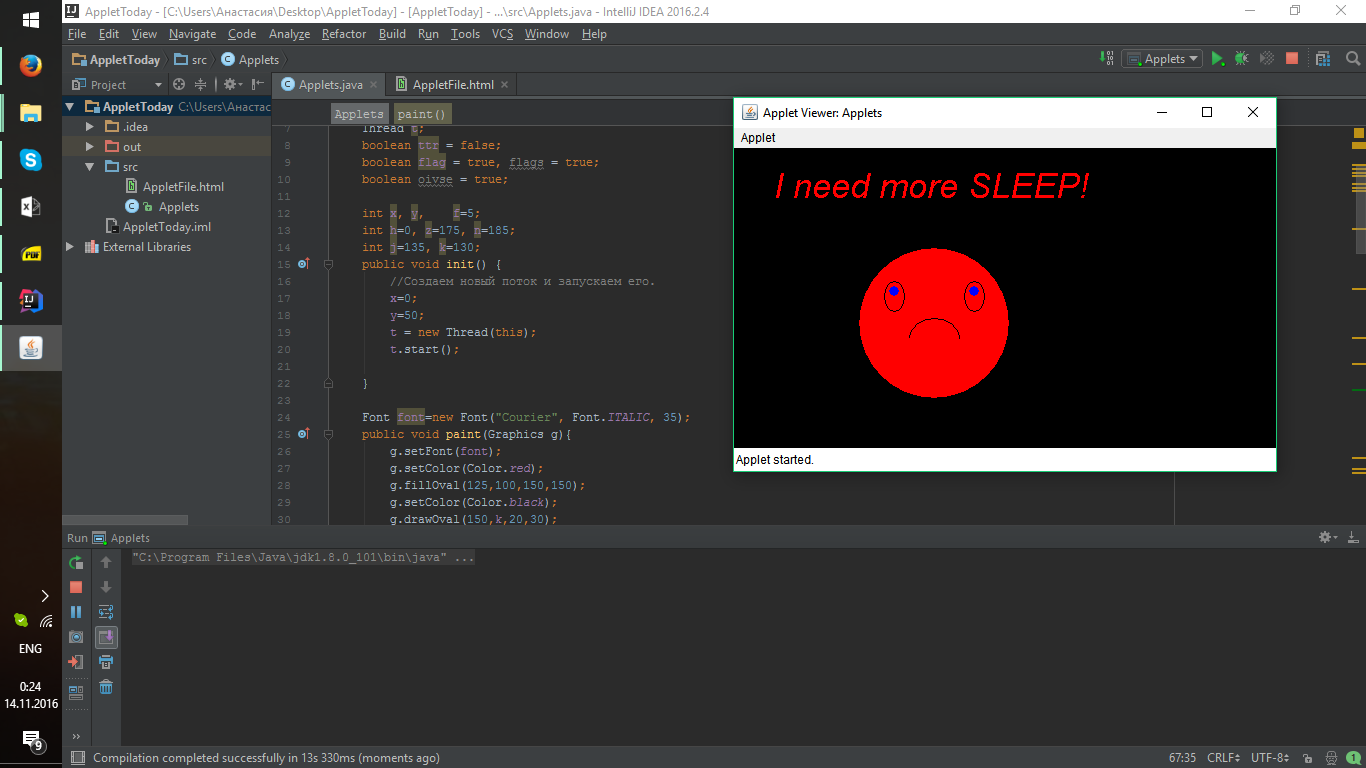 AppletToday - [C:\Users\Анастасия\Desktop\AppletToday] - [AppletToday] - ...\src\Applets.java - IntelliJ IDEA 2016.2.4
File Edit View Navigate Code Analyze Refactor Build Run Tools VCS Window Help
AppletToday src Applets
Applets
Project
Applets.java AppletFile.html
AppletToday C:\Users\Анастас
.idea
out
src
AppletFile.html
Applets
AppletToday.iml
External Libraries
Applets paint()
7 Thread t;
8 boolean ttr = false;
9 boolean flag = true, flags = true;
10 boolean oivse = true;
11
12 int x, y, f=5;
13 int h=0, z=175, n=185;
14 int j=135, k=130;
15 public void init() {
16 //Создаем новый поток и запускаем его.
17 x=0;
18 y=50;
19 t = new Thread(this);
20 t.start();
21
22 }
23
24 Font font=new Font("Courier", Font.ITALIC, 35);
25 public void paint(Graphics g){
26 g.setFont(font);
27 g.setColor(Color.red);
28 g.fillOval(125,100,150,150);
29 g.setColor(Color.black);
30 g.drawOval(150,k,20,30);
Applet Viewer: Applets
Applet
I need more SLEEP!
Applet started.
Run Applets
"C:\Program Files\Java\jdk1.8.0_101\bin\java" ...
Compilation completed successfully in 13s 330ms (moments ago)
67:35 CRLF UTF-8 1
PDF
ENG
0:24
14.11.2016
9